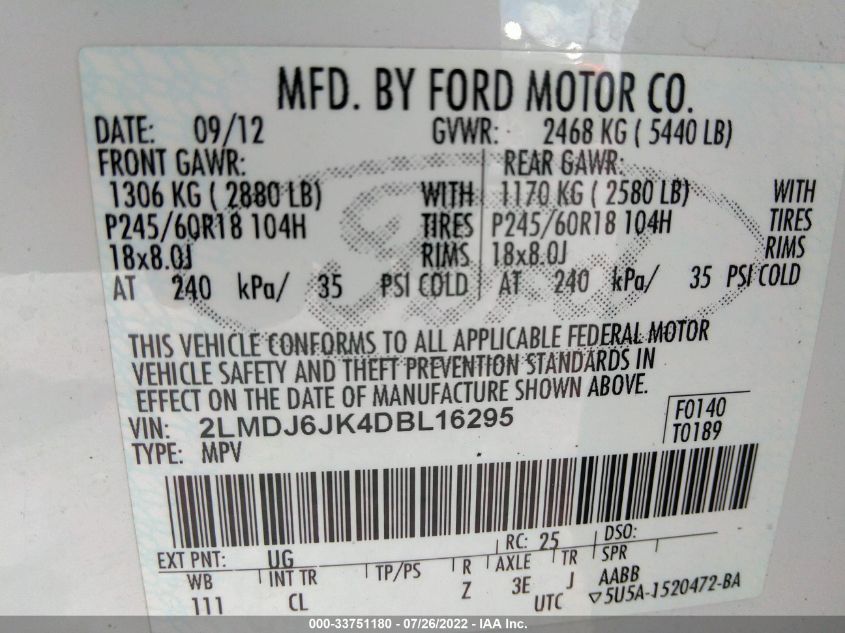 MFD. BY FORD MOTOR CO.
DATE: 09/12 GVWR: 2468 KG ( 5440 LB)
FRONT GAWR: REAR GAWR:
1306 KG ( 2880 LB) WITH 1170 KG ( 2580 LB) WITH
P245/60R18 104H TIRES P245/60R18 104H TIRES
18x8.0J RIMS 18x8.0J RIMS
AT 240 kPa/ 35 PSI COLD AT 240 kPa/ 35 PSI COLD
Ford
THIS VEHICLE CONFORMS TO ALL APPLICABLE FEDERAL MOTOR
VEHICLE SAFETY AND THEFT PREVENTION STANDARDS IN
EFFECT ON THE DATE OF MANUFACTURE SHOWN ABOVE.
VIN: 2LMDJ6JK4DBL16295 F0140
TYPE: MPV T0189
EXT PNT: UG RC: 25 DSO:
WB INT TR TP/PS R AXLE TR SPR
111 CL Z 3E J AABB
UTC ▽5U5A-1520472-BA
000-33751180 - 07/26/2022 - IAA Inc.